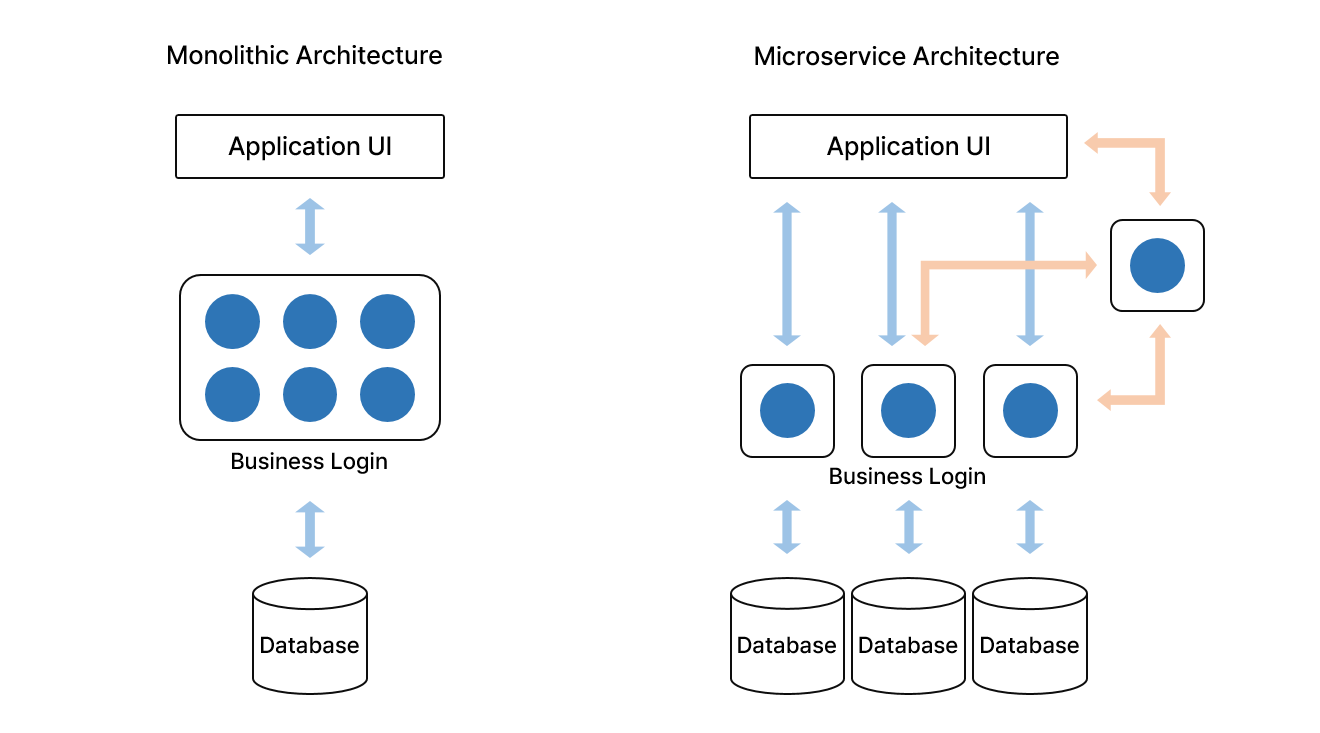 Monolithic Architecture
Application UI
Business Login
Database
Microservice Architecture
Application UI
Business Login
Database
Database
Database